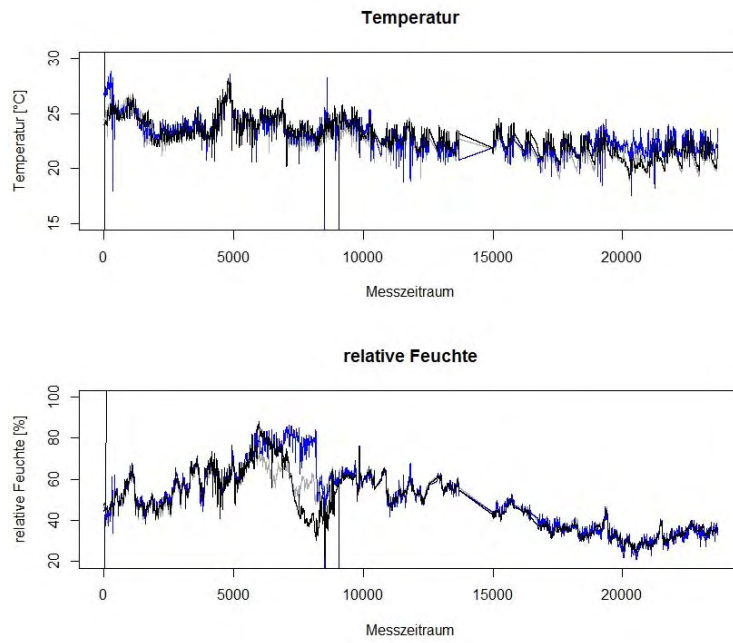 Temperatur
Temperatur [°C]
30
25
20
15
0 5000 10000 15000 20000
Messzeitraum
relative Feuchte
relative Feuchte [%]
100
80
60
40
20
0 5000 10000 15000 20000
Messzeitraum